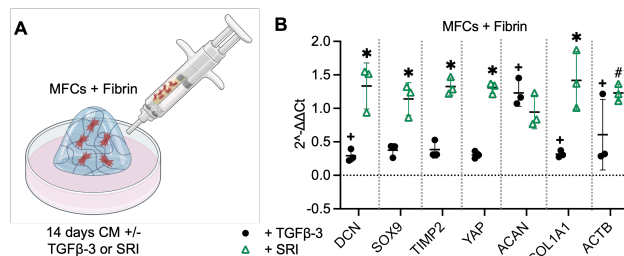 A
MFCs + Fibrin
14 days CM +/-
TGFβ-3 or SRI
B
MFCs + Fibrin
2^-ΔΔCt
2.0
1.5
1.0
0.5
0.0
-0.5
+
*
*
*
*
+
+
*
+
#
DCN
SOX9
TIMP2
YAP
ACAN
OL1A1
ACTB
+ TGFβ-3
+ SRI